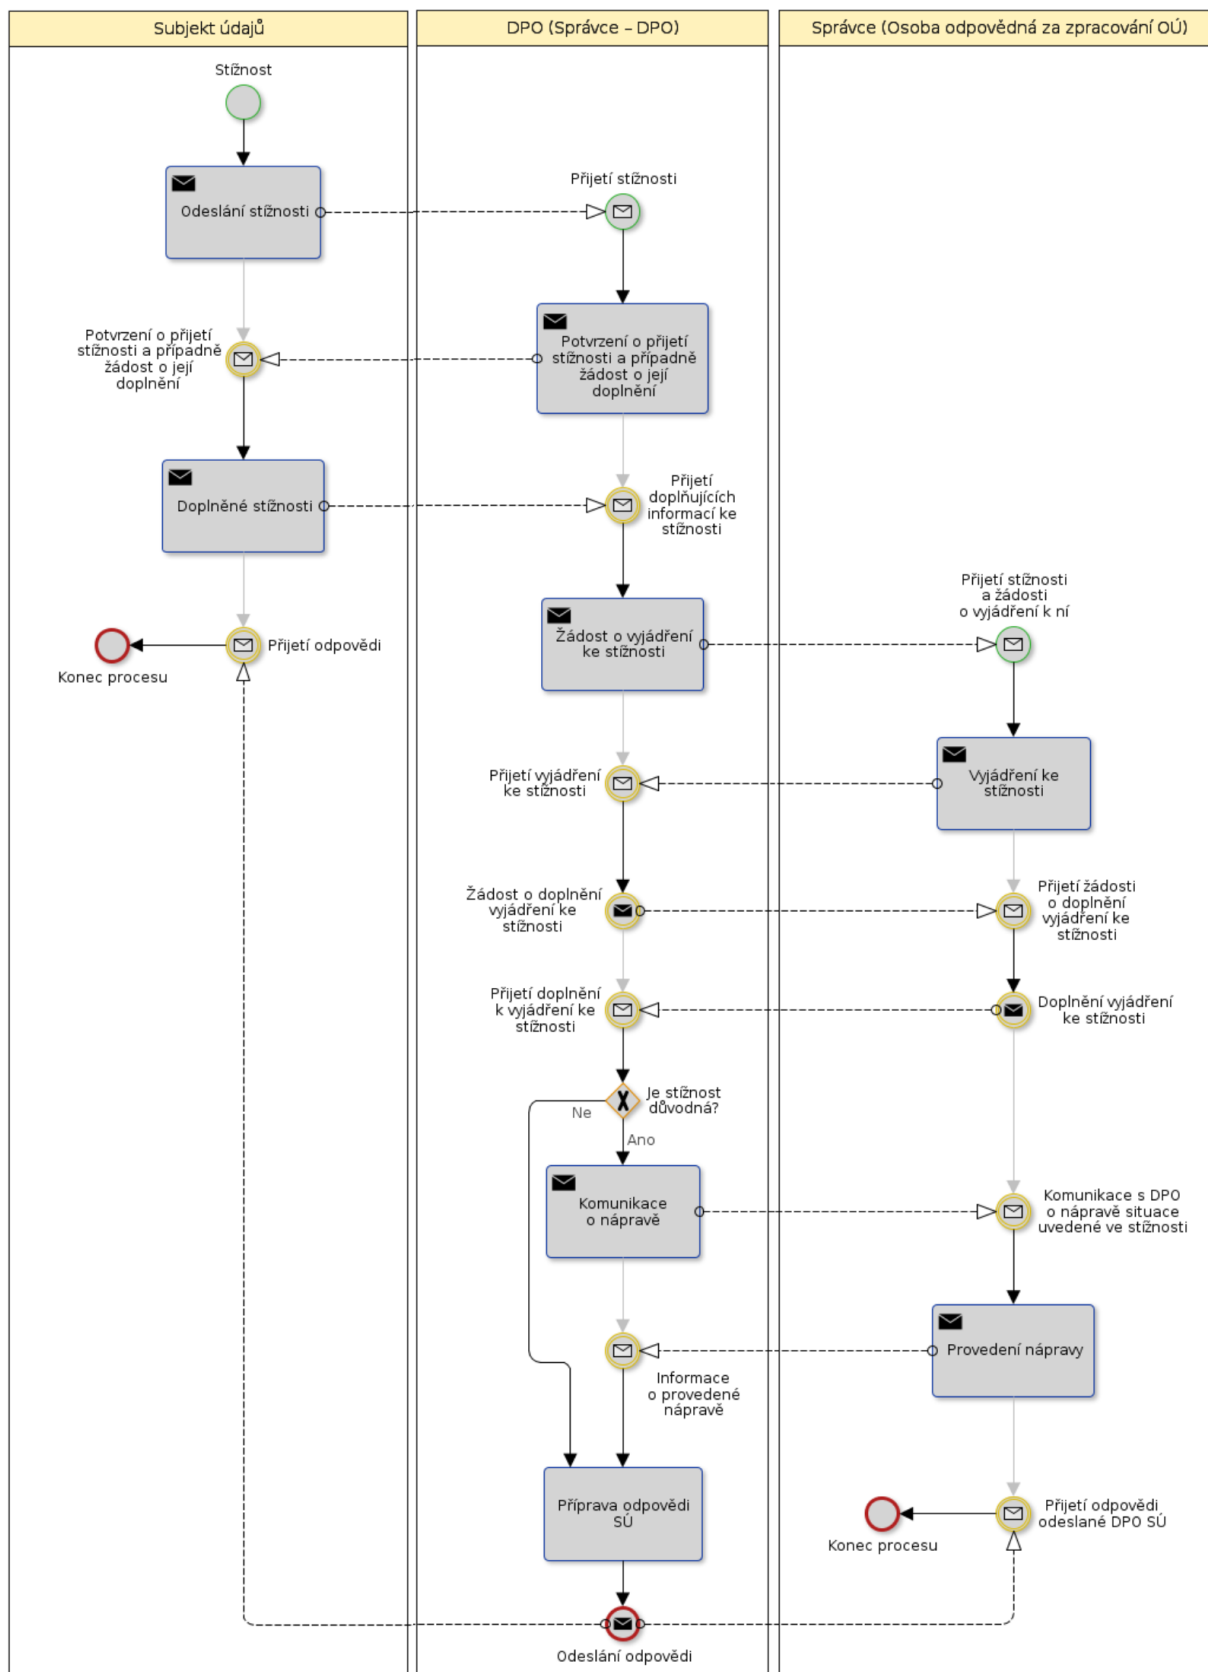 Subjekt údajů
DPO (Správce – DPO)
Správce (Osoba odpovědná za zpracování OÚ)
Stížnost
Odeslání stížnosti
Přijetí stížnosti
Potvrzení o přijetí
stížnosti a případně
žádost o její
doplnění
Potvrzení o přijetí
stížnosti a případně
žádost o její
doplnění
Doplněné stížnosti
Přijetí
doplňujících
informací ke
stížnosti
Přijetí stížnosti
a žádosti
o vyjádření k ní
Žádost o vyjádření
ke stížnosti
Přijetí odpovědi
Konec procesu
Vyjádření ke
stížnosti
Přijetí vyjádření
ke stížnosti
Žádost o doplnění
vyjádření ke
stížnosti
Přijetí žádosti
o doplnění
vyjádření ke
stížnosti
Přijetí doplnění
k vyjádření ke
stížnosti
Doplnění vyjádření
ke stížnosti
Je stížnost
důvodná?
Ne
Ano
Komunikace
o nápravě
Komunikace s DPO
o nápravě situace
uvedené ve stížnosti
Provedení nápravy
Informace
o provedené
nápravě
Příprava odpovědi
SÚ
Přijetí odpovědi
odeslané DPO SÚ
Konec procesu
Odeslání odpovědi